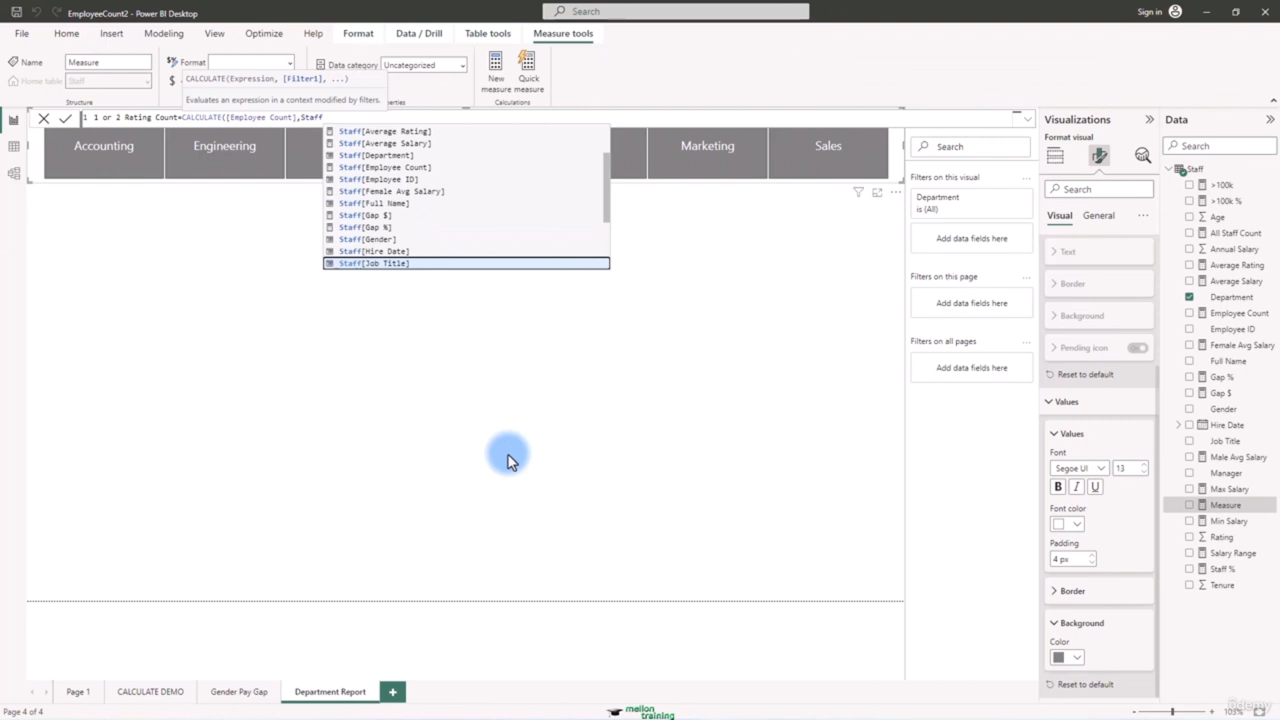 EmployeeCount2 - Power BI Desktop
Search
Sign in
File
Home
Insert
Modeling
View
Optimize
Help
Format
Data / Drill
Table tools
Measure tools
Name
Measure
Format
Data category
Uncategorized
Home table
Staff
$
CALCULATE(Expression, [Filter1], ...)
Evaluates an expression in a context modified by filters.
New measure
Quick measure
Structure
Calculations
1 1 or 2 Rating Count=CALCULATE([Employee Count],Staff
Staff[Average Rating]
Staff[Average Salary]
Staff[Department]
Staff[Employee Count]
Staff[Employee ID]
Staff[Female Avg Salary]
Staff[Full Name]
Staff[Gap $]
Staff[Gap %]
Staff[Gender]
Staff[Hire Date]
Staff[Job Title]
Accounting
Engineering
Marketing
Sales
Search
Filters on this visual
...
Department
is (All)
Add data fields here
Filters on this page
...
Add data fields here
Filters on all pages
...
Add data fields here
Visualizations
Format visual
Search
Visual
General
...
Text
Border
Background
Pending icon
Reset to default
Values
Values
Font
Segoe UI
13
B
I
U
Font color
Padding
4 px
Border
Background
Color
Reset to default
Data
Search
Staff
>100k
>100k %
Age
All Staff Count
Annual Salary
Average Rating
Average Salary
Department
Employee Count
Employee ID
Female Avg Salary
Full Name
Gap %
Gap $
Gender
Hire Date
Job Title
Male Avg Salary
Manager
Max Salary
Measure
Min Salary
Rating
Salary Range
Staff %
Tenure
Page 1
CALCULATE DEMO
Gender Pay Gap
Department Report
+
Page 4 of 4
mellon
training
- + 103%